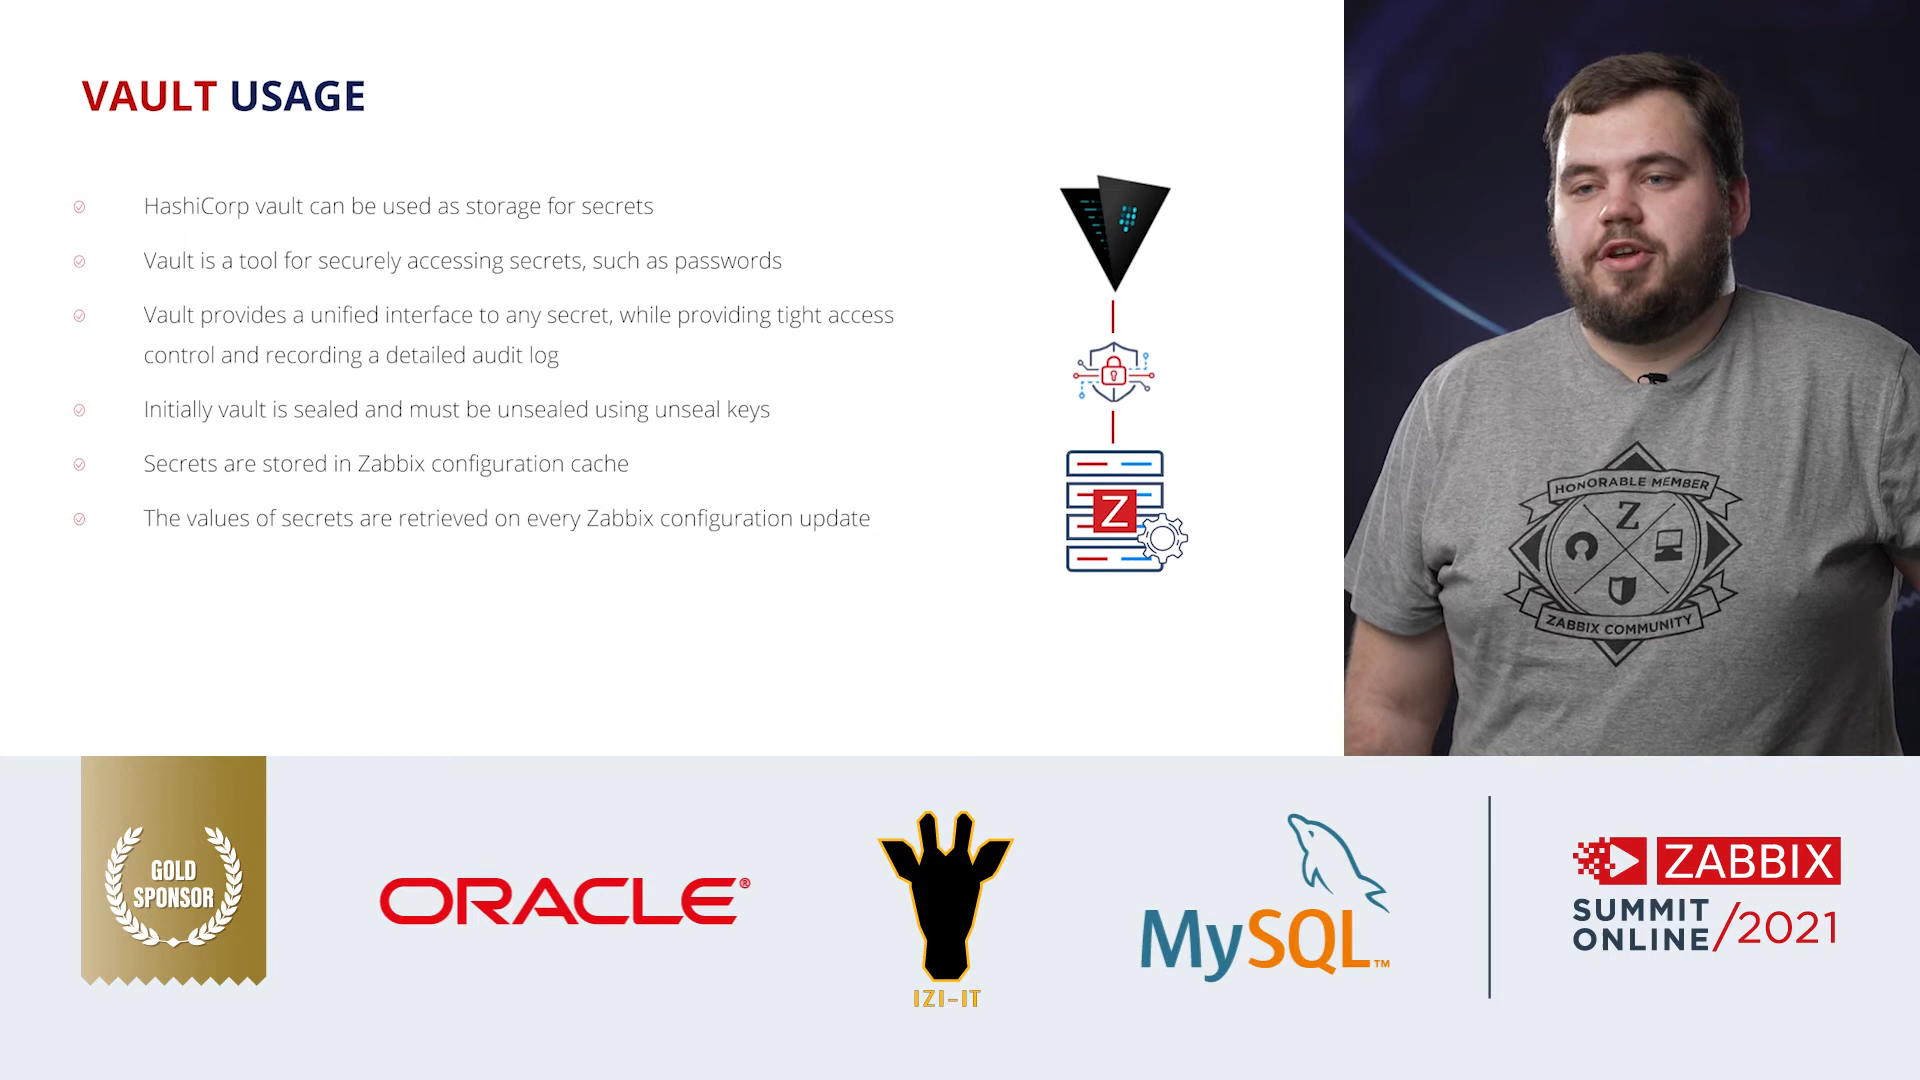 VAULT USAGE
HashiCorp vault can be used as storage for secrets
Vault is a tool for securely accessing secrets, such as passwords
Vault provides a unified interface to any secret, while providing tight access
control and recording a detailed audit log
Initially vault is sealed and must be unsealed using unseal keys
Secrets are stored in Zabbix configuration cache
The values of secrets are retrieved on every Zabbix configuration update
Z
HONORABLE MEMBER
Z
ZABBIX COMMUNITY
GOLD
SPONSOR
ORACLE®
IZI-IT
MySQL™
ZABBIX
SUMMIT
ONLINE/2021